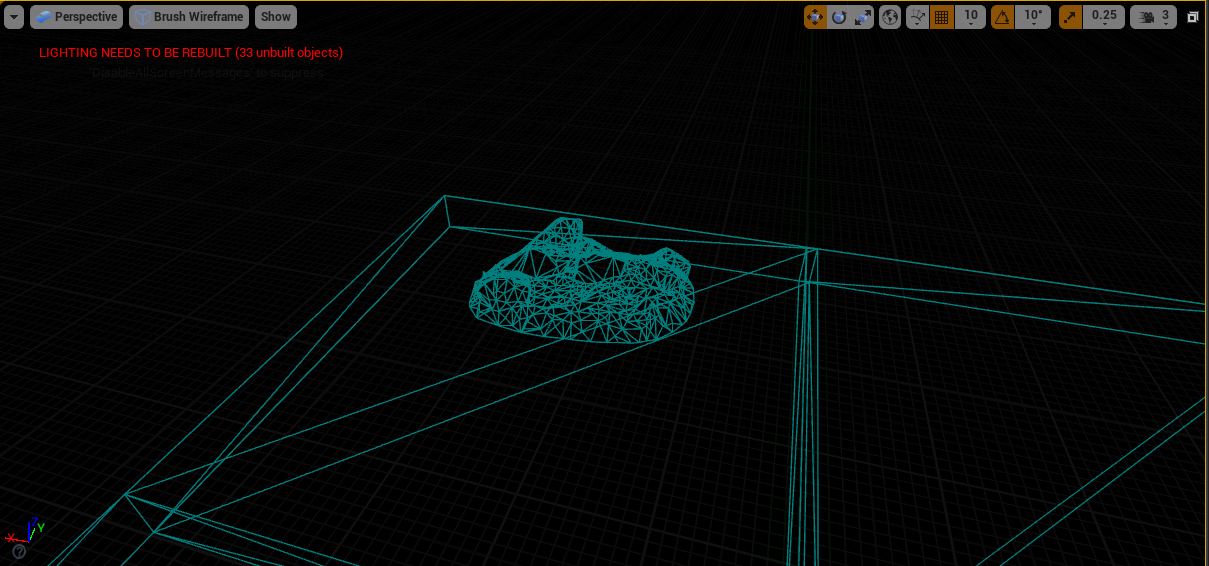 Perspective Brush Wireframe Show 10 10° 0.25 3
LIGHTING NEEDS TO BE REBUILT (33 unbuilt objects)
'DisableAllScreenMessages' to suppress
Z
X Y
?